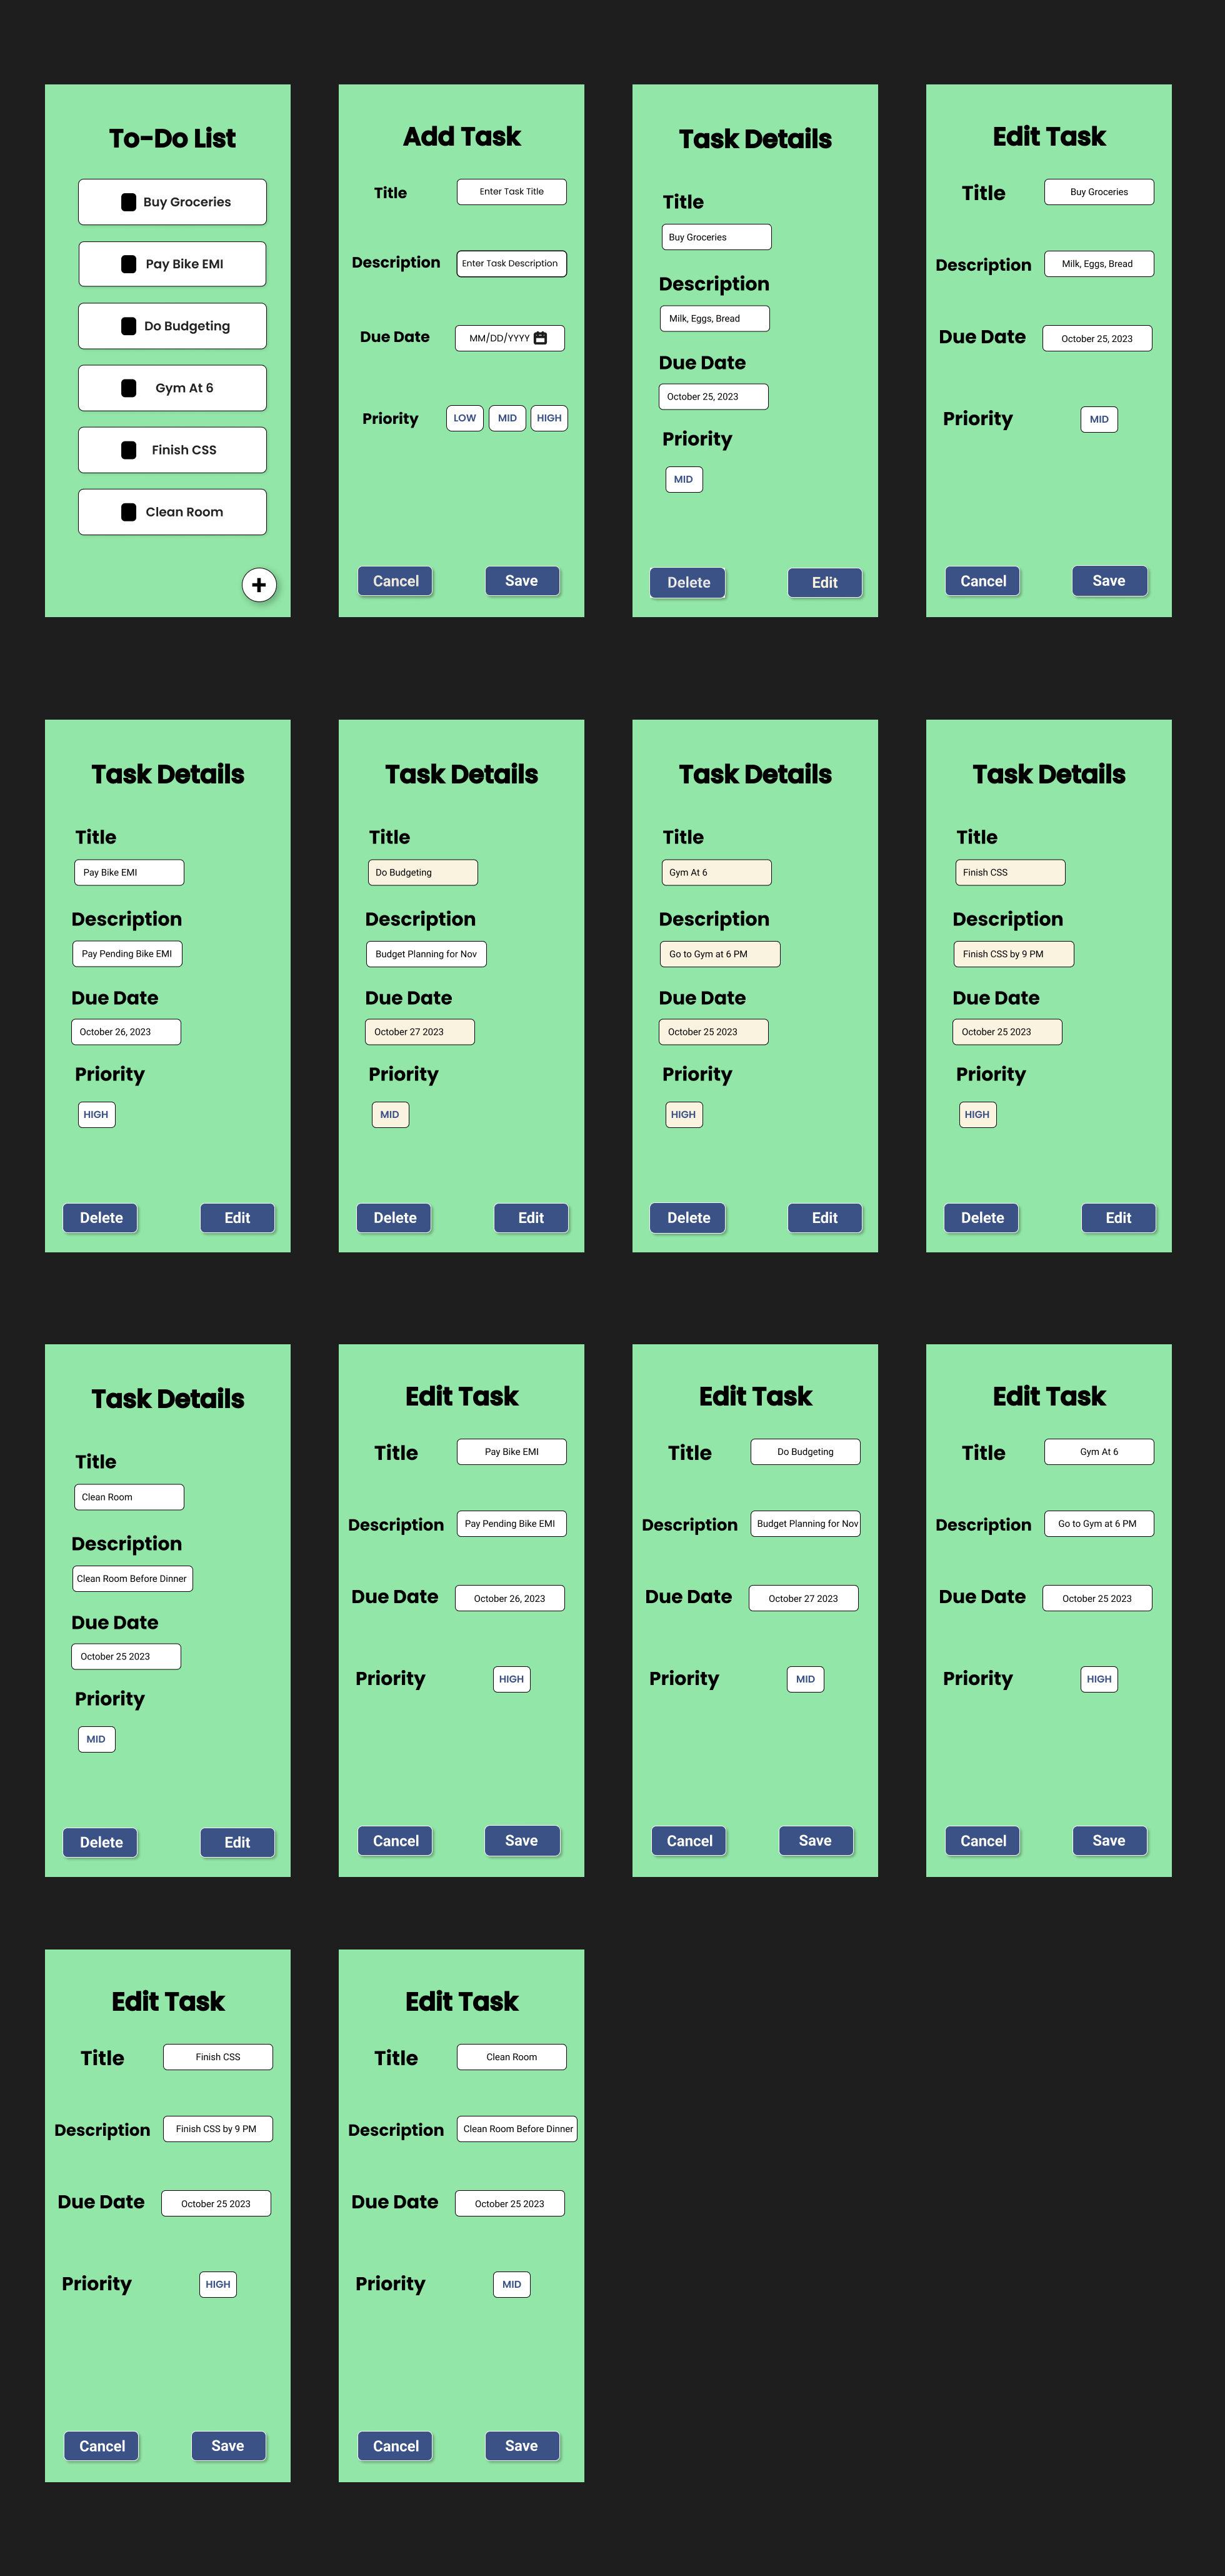 To-Do List
Buy Groceries
Pay Bike EMI
Do Budgeting
Gym At 6
Finish CSS
Clean Room
+
Add Task
Title
Enter Task Title
Description
Enter Task Description
Due Date
MM/DD/YYYY
Priority
LOW MID HIGH
Cancel Save
Task Details
Title
Buy Groceries
Description
Milk, Eggs, Bread
Due Date
October 25, 2023
Priority
MID
Delete Edit
Edit Task
Title
Buy Groceries
Description
Milk, Eggs, Bread
Due Date
October 25, 2023
Priority
MID
Cancel Save
Task Details
Title
Pay Bike EMI
Description
Pay Pending Bike EMI
Due Date
October 26, 2023
Priority
HIGH
Delete Edit
Task Details
Title
Do Budgeting
Description
Budget Planning for Nov
Due Date
October 27 2023
Priority
MID
Delete Edit
Task Details
Title
Gym At 6
Description
Go to Gym at 6 PM
Due Date
October 25 2023
Priority
HIGH
Delete Edit
Task Details
Title
Finish CSS
Description
Finish CSS by 9 PM
Due Date
October 25 2023
Priority
HIGH
Delete Edit
Task Details
Title
Clean Room
Description
Clean Room Before Dinner
Due Date
October 25 2023
Priority
MID
Delete Edit
Edit Task
Title
Pay Bike EMI
Description
Pay Pending Bike EMI
Due Date
October 26, 2023
Priority
HIGH
Cancel Save
Edit Task
Title
Do Budgeting
Description
Budget Planning for Nov
Due Date
October 27 2023
Priority
MID
Cancel Save
Edit Task
Title
Gym At 6
Description
Go to Gym at 6 PM
Due Date
October 25 2023
Priority
HIGH
Cancel Save
Edit Task
Title
Finish CSS
Description
Finish CSS by 9 PM
Due Date
October 25 2023
Priority
HIGH
Cancel Save
Edit Task
Title
Clean Room
Description
Clean Room Before Dinner
Due Date
October 25 2023
Priority
MID
Cancel Save